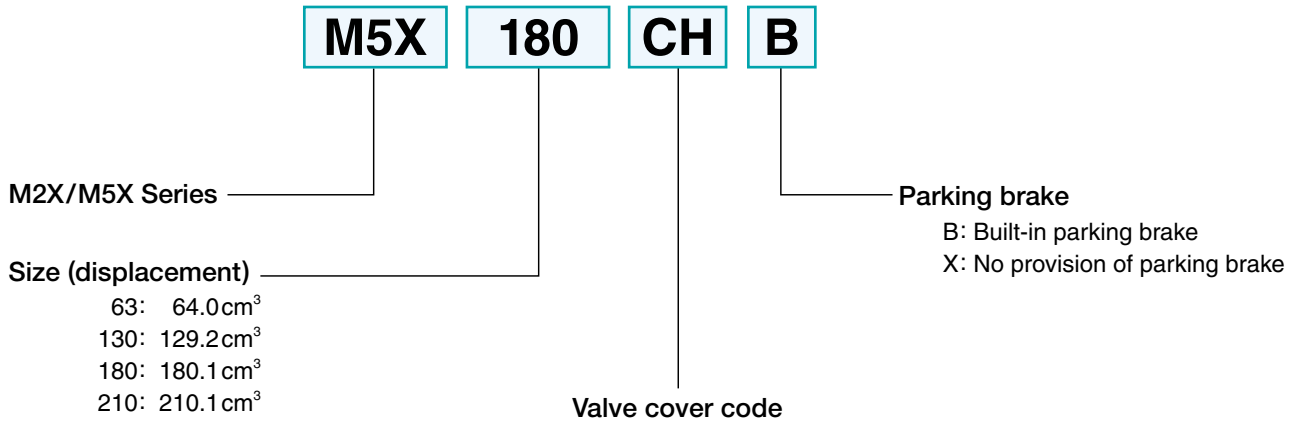 M5X 180 CH B
M2X/M5X Series
Parking brake
B: Built-in parking brake
X: No provision of parking brake
Size (displacement)
63: 64.0cm³
130: 129.2cm³
180: 180.1cm³
210: 210.1cm³
Valve cover code